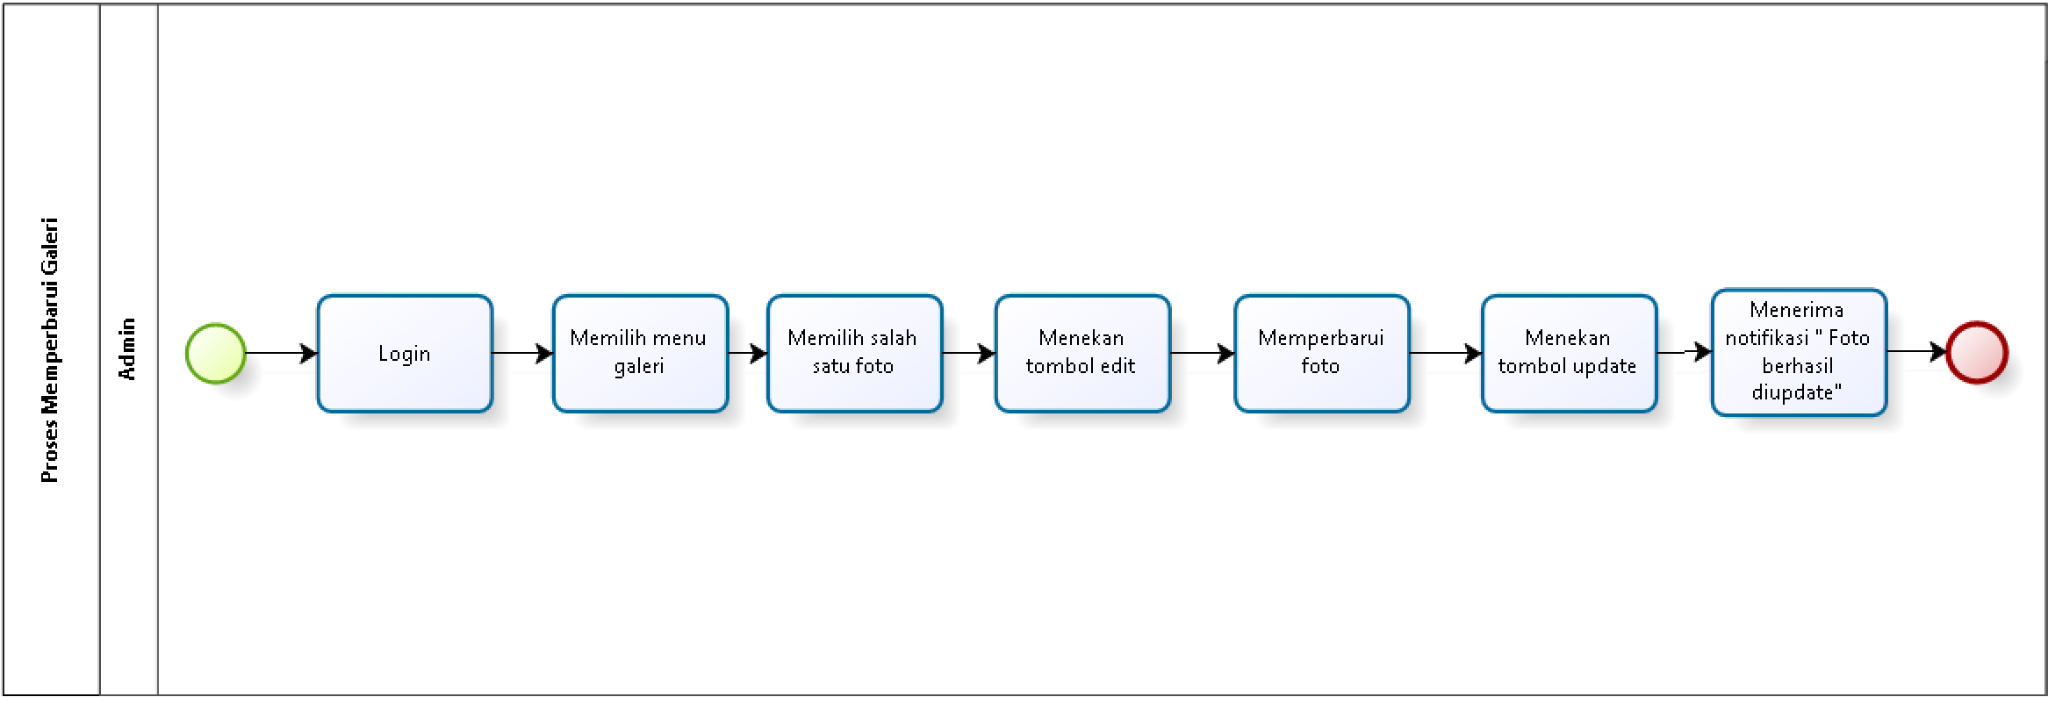 Proses Memperbarui Galeri
Admin
Login
Memilih menu
galeri
Memilih salah
satu foto
Menekan
tombol edit
Memperbarui
foto
Menekan
tombol update
Menerima
notifikasi " Foto
berhasil
diupdate"